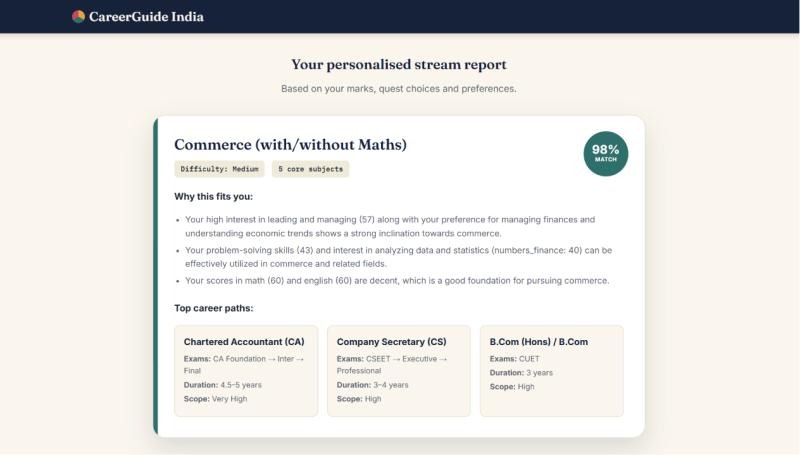 CareerGuide India
Your personalised stream report
Based on your marks, quest choices and preferences.
Commerce (with/without Maths)
98%
MATCH
Difficulty: Medium
5 core subjects
Why this fits you:
• Your high interest in leading and managing (57) along with your preference for managing finances and
understanding economic trends shows a strong inclination towards commerce.
• Your problem-solving skills (43) and interest in analyzing data and statistics (numbers_finance: 40) can be
effectively utilized in commerce and related fields.
• Your scores in math (60) and english (60) are decent, which is a good foundation for pursuing commerce.
Top career paths:
Chartered Accountant (CA)
Exams: CA Foundation → Inter →
Final
Duration: 4.5–5 years
Scope: Very High
Company Secretary (CS)
Exams: CSEET → Executive →
Professional
Duration: 3–4 years
Scope: High
B.Com (Hons) / B.Com
Exams: CUET
Duration: 3 years
Scope: High